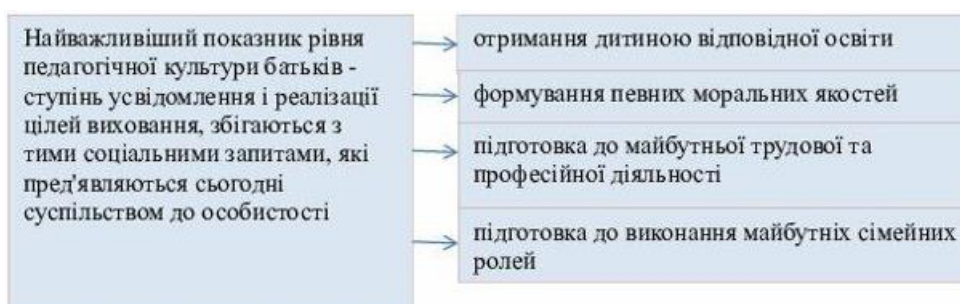 Найважливіший показник рівня
педагогічної культури батьків -
ступінь усвідомлення і реалізації
цілей виховання, збігаються з
тими соціальними запитами, які
пред'являються сьогодні
суспільством до особистості
отримання дитиною відповідної освіти
формування певних моральних якостей
підготовка до майбутньої трудової та
професійної діяльності
підготовка до виконання майбутніх сімейних
ролей